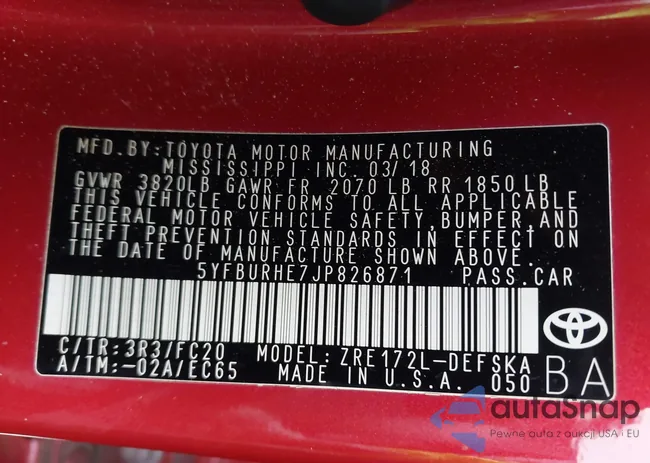 MFD.BY:TOYOTA MOTOR MANUFACTURING
MISSISSIPPI INC.03/18
GVWR 3820LB GAWR FR 2070 LB RR 1850 LB
THIS VEHICLE CONFORMS TO ALL APPLICABLE
FEDERAL MOTOR VEHICLE SAFETY,BUMPER,AND
THEFT PREVENTION STANDARDS IN EFFECT ON
THE DATE OF MANUFACTURE SHOWN ABOVE.
5YFBURHE7JP826871 PASS.CAR
C/TR:3R3/FC20 MODEL:ZRE172L-DEFSKA
A/TM:-02A/EC65 MADE IN U.S.A. 050
BA
autoSnap
Pewne auta z aukcji USA i EU